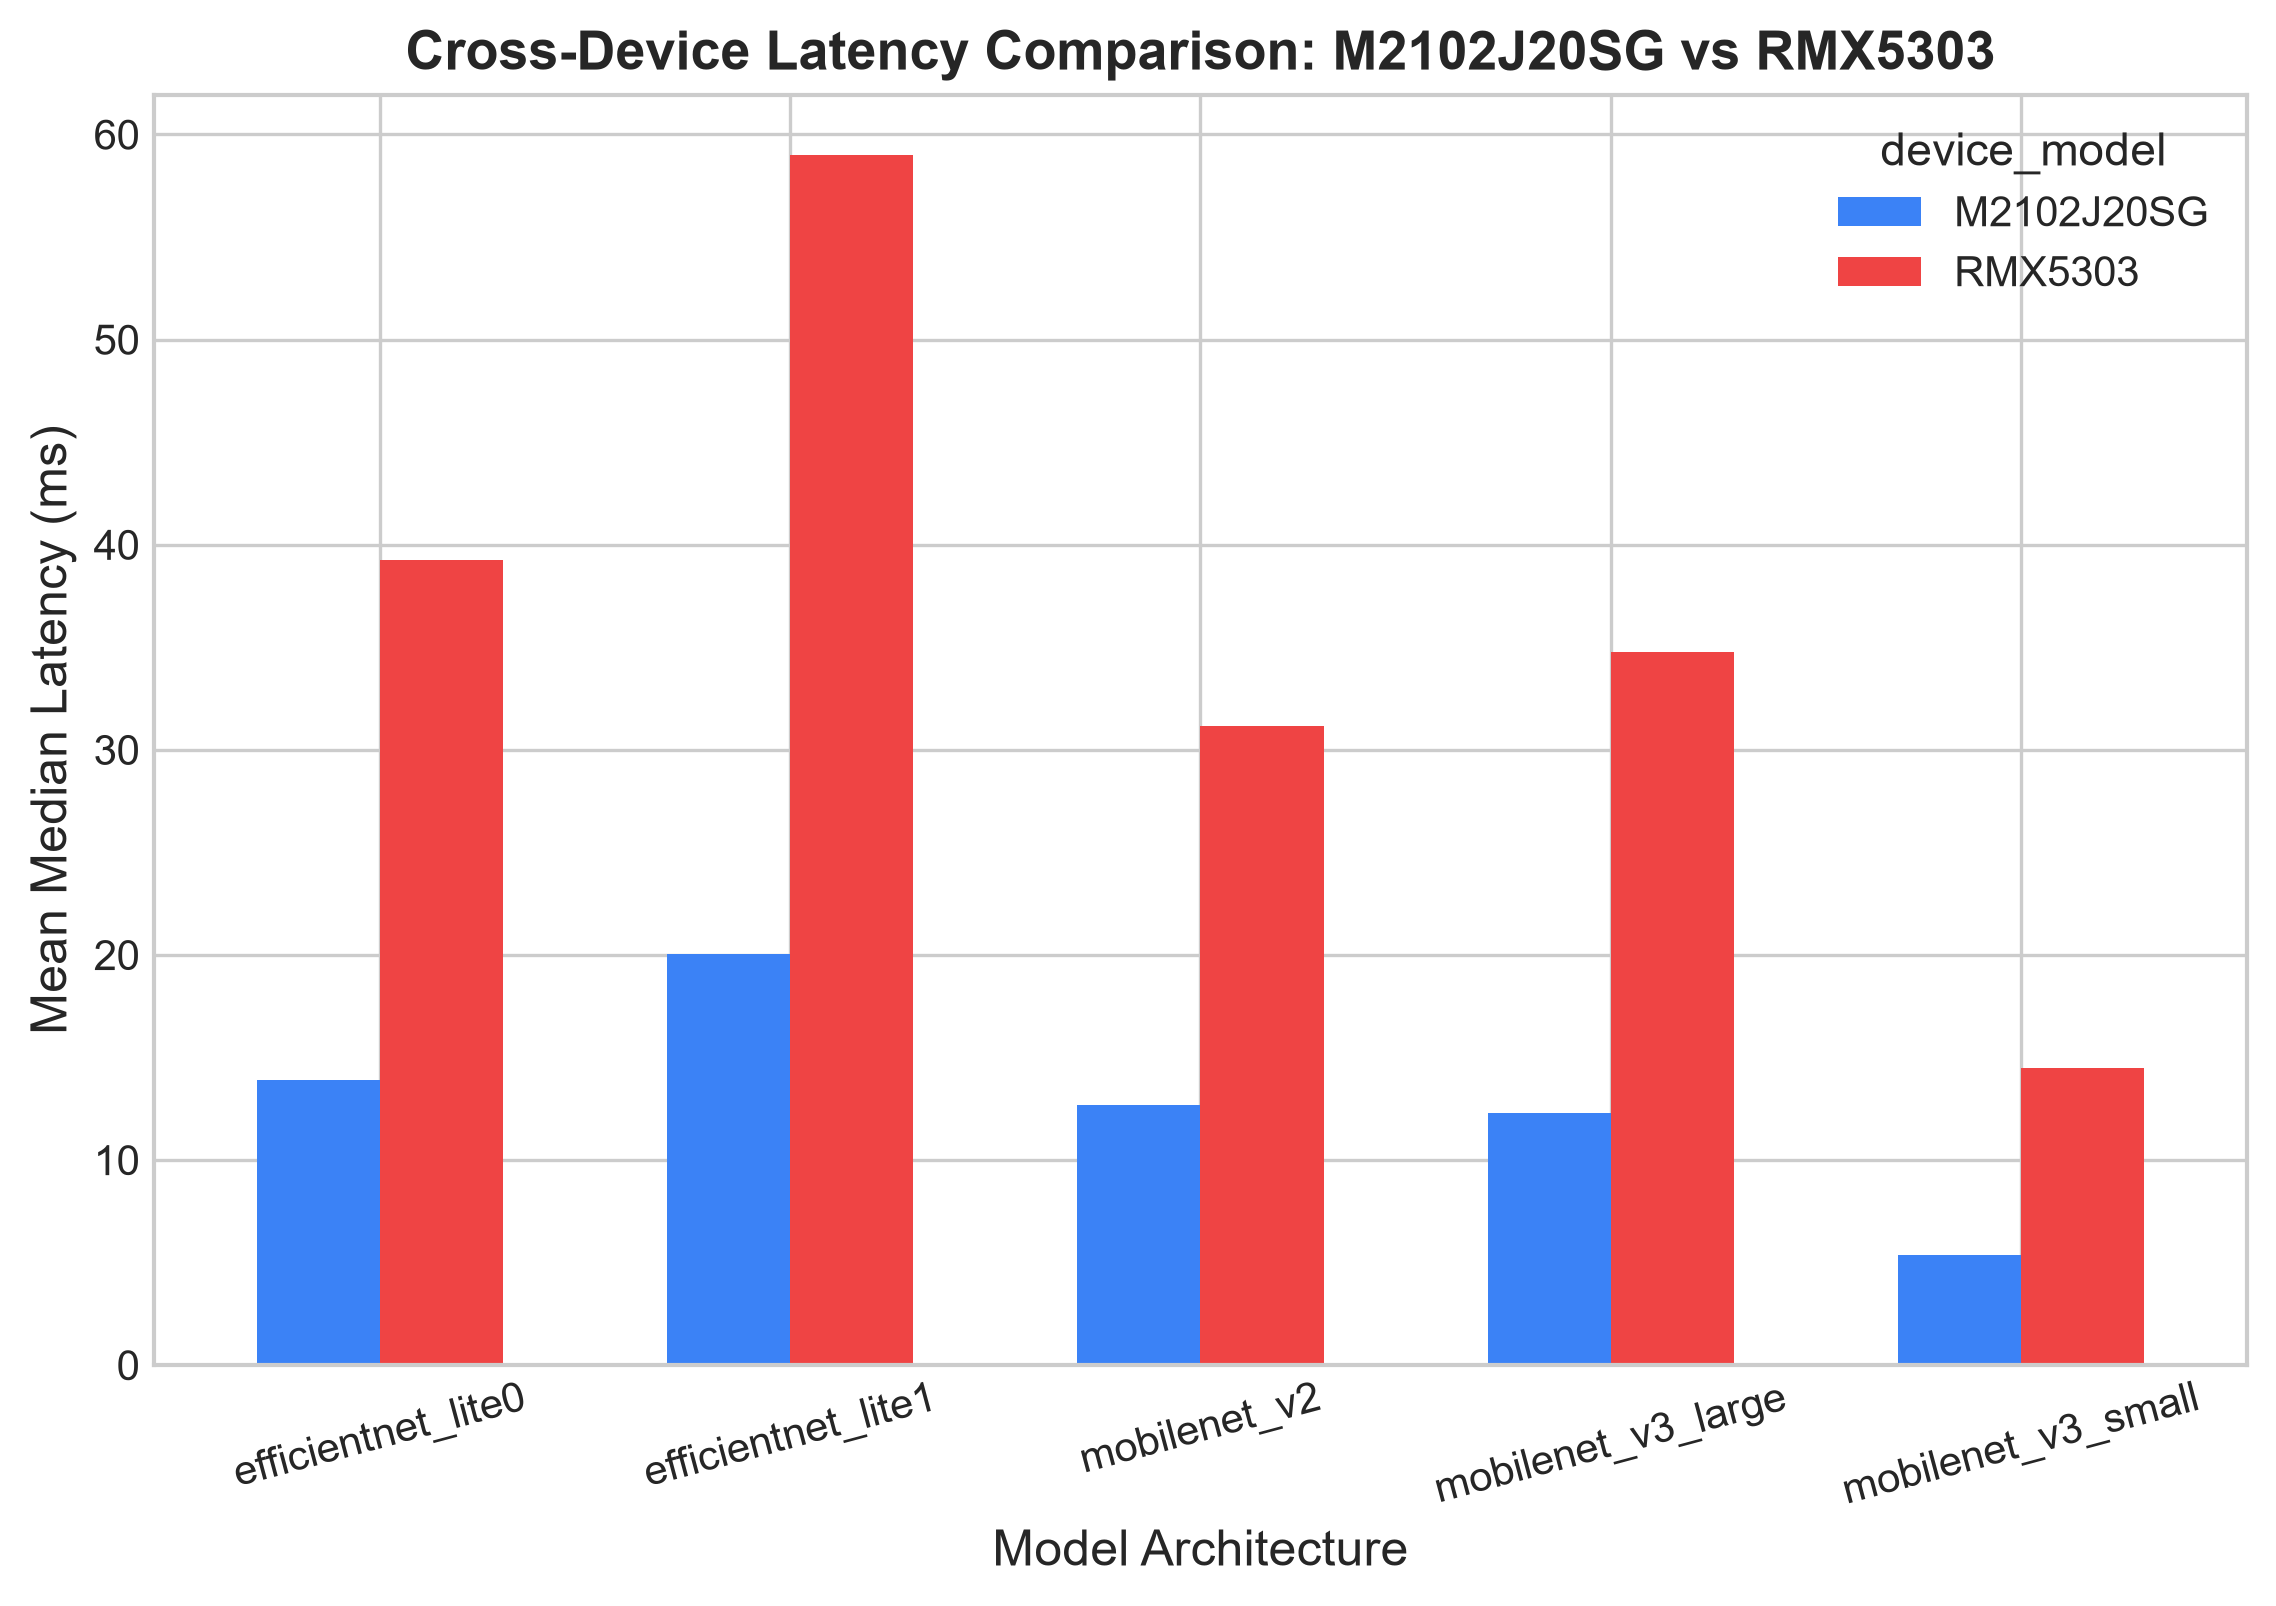 Cross-Device Latency Comparison: M2102J20SG vs RMX5303
device_model
M2102J20SG
RMX5303
Mean Median Latency (ms)
60
50
40
30
20
10
0
efficientnet_lite0
efficientnet_lite1
mobilenet_v2
mobilenet_v3_large
mobilenet_v3_small
Model Architecture